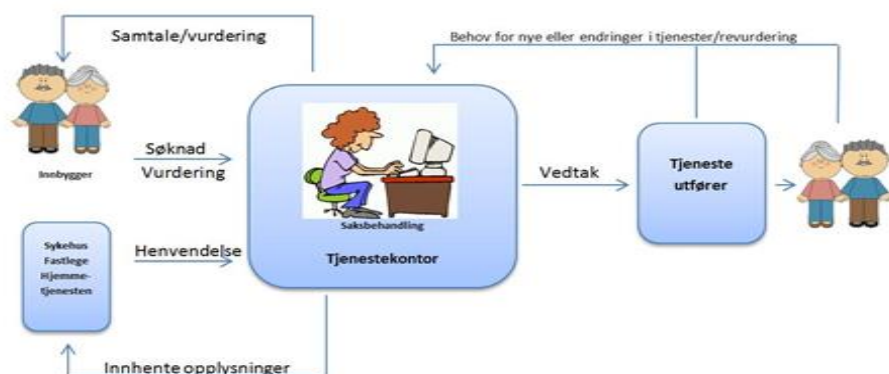 Samtale/vurdering
Behov for nye eller endringer i tjenester/revurdering
Innbygger
Søknad
Vurdering
Saksbehandling
Tjenestekontor
Vedtak
Tjeneste
utfører
Sykehus
Fastlege
Hjemme-
tjenesten
Henvendelse
Innhente opplysninger